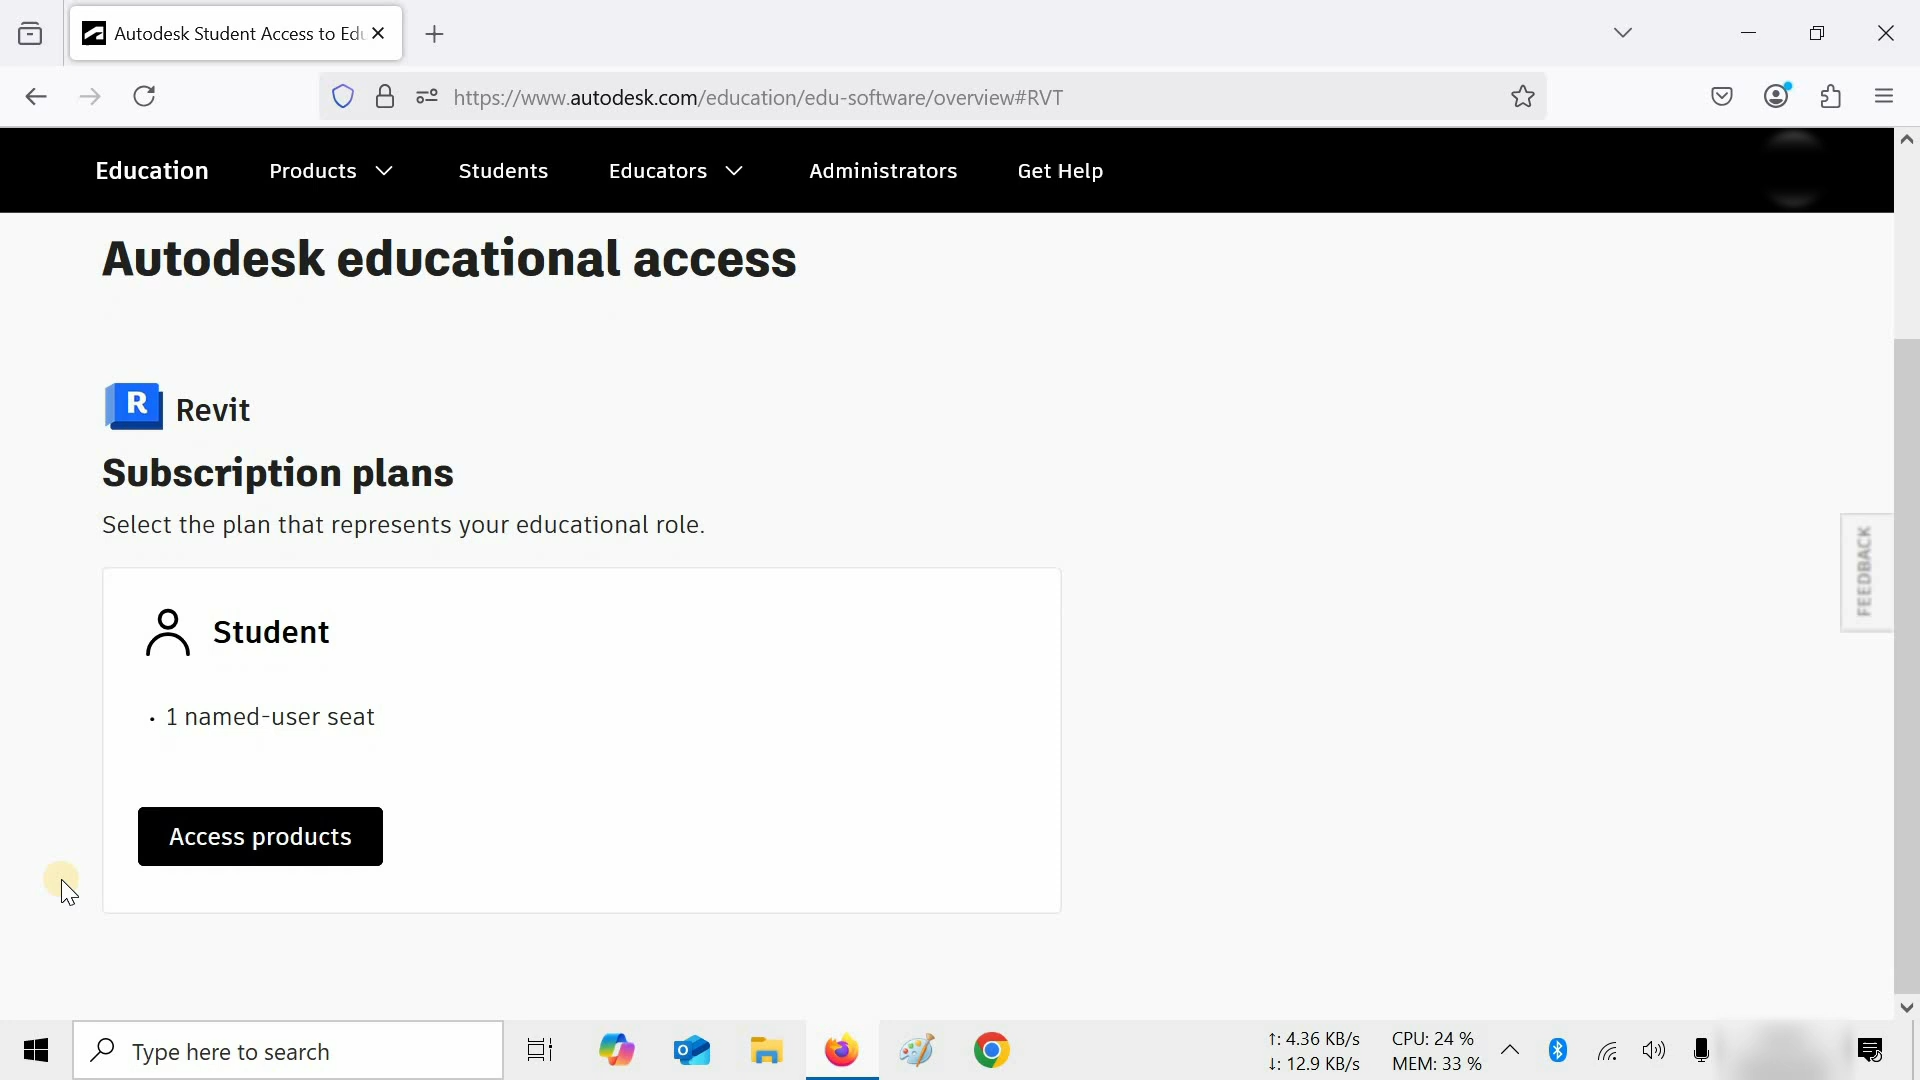 Autodesk Student Access to Edu
https://www.autodesk.com/education/edu-software/overview#RVT
Education Products Students Educators Administrators Get Help
Autodesk educational access
R Revit
Subscription plans
Select the plan that represents your educational role.
Student
• 1 named-user seat
Access products
FEEDBACK
Type here to search
↑: 4.36 KB/s CPU: 24 %
↓: 12.9 KB/s MEM: 33 %